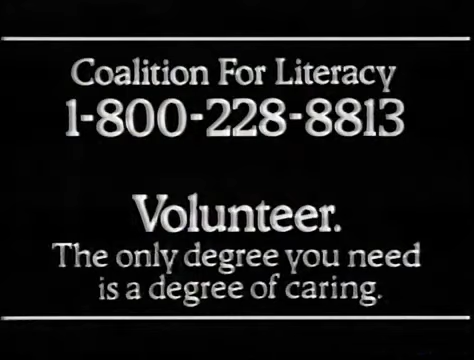 Coalition For Literacy
1-800-228-8813
Volunteer.
The only degree you need
is a degree of caring.